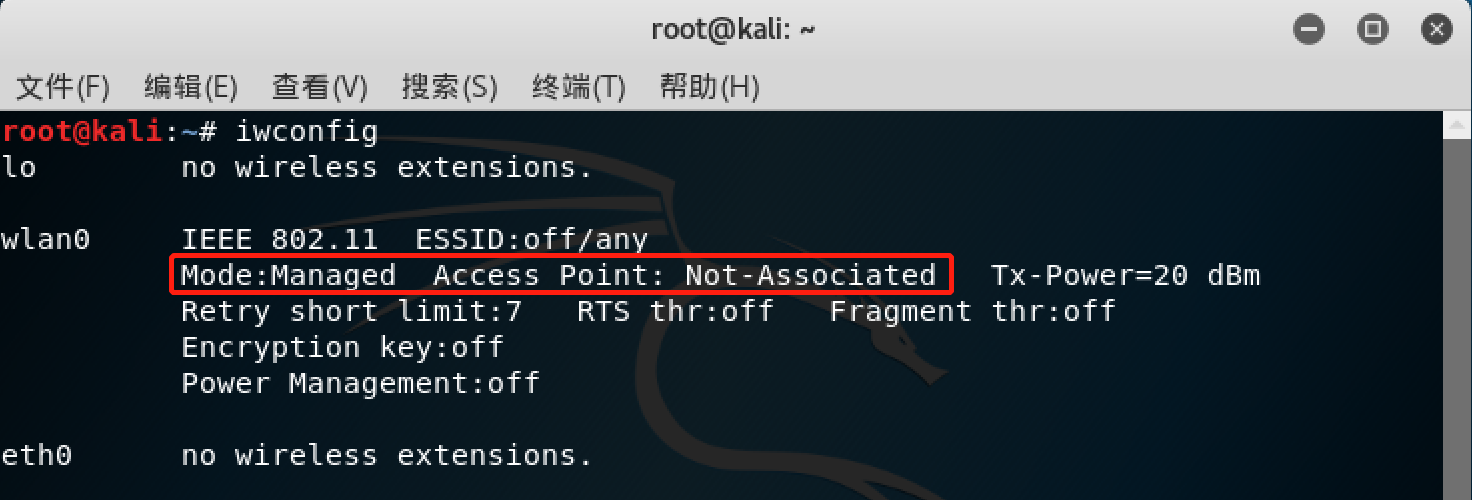 root@kali: ~
文件(F) 编辑(E) 查看(V) 搜索(S) 终端(T) 帮助(H)
root@kali:~# iwconfig
lo        no wireless extensions.
wlan0     IEEE 802.11  ESSID:off/any
          Mode:Managed  Access Point: Not-Associated   Tx-Power=20 dBm
          Retry short limit:7   RTS thr:off   Fragment thr:off
          Encryption key:off
          Power Management:off
eth0      no wireless extensions.